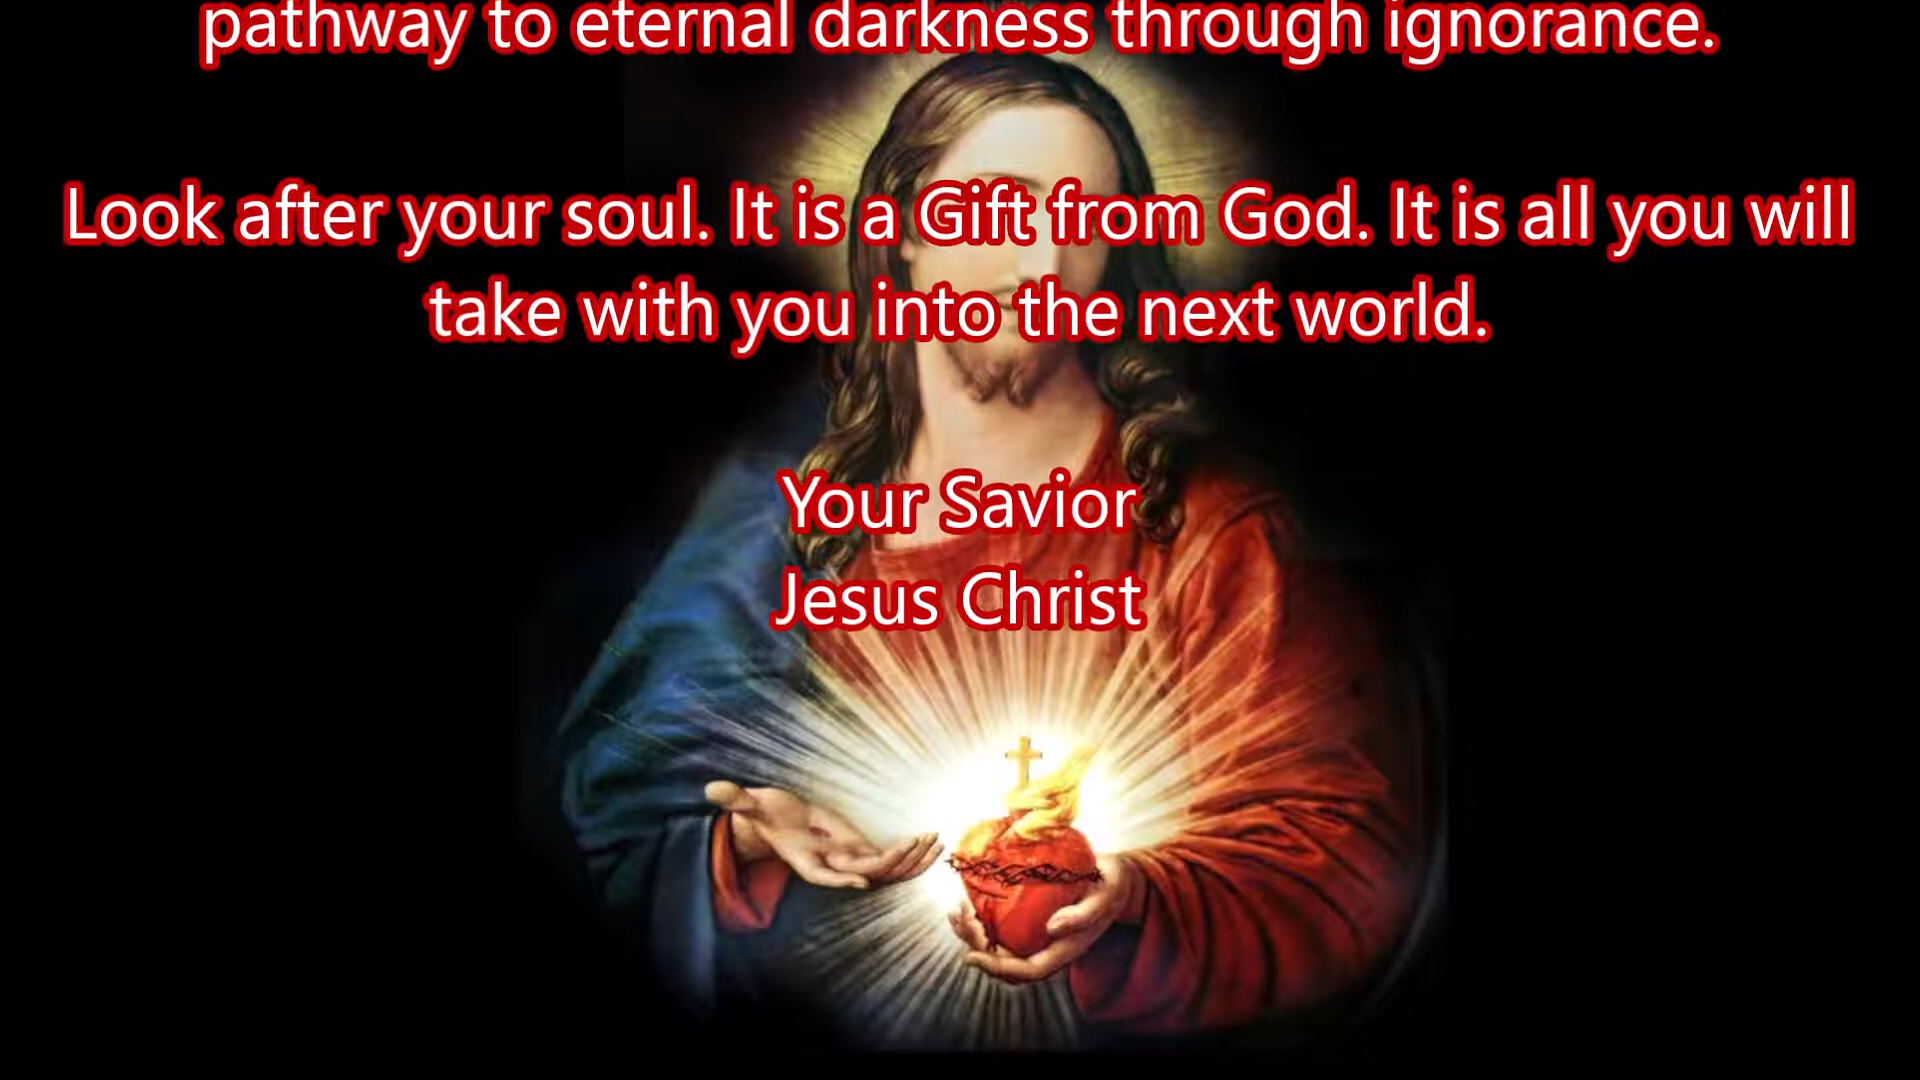 pathway to eternal darkness through ignorance.
Look after your soul. It is a Gift from God. It is all you will
take with you into the next world.
Your Savior
Jesus Christ